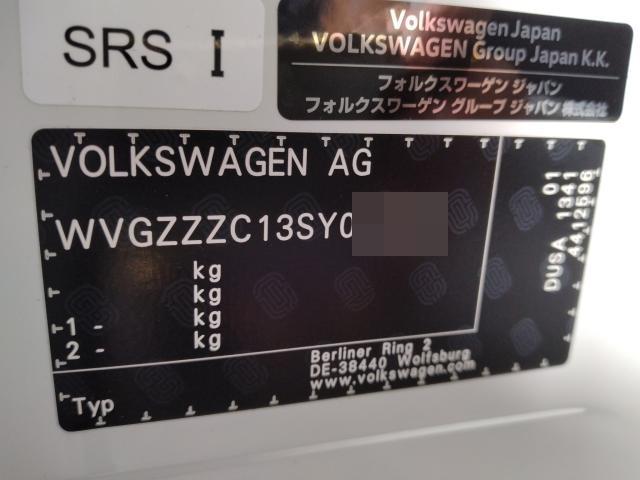 SRS I
Volkswagen Japan
VOLKSWAGEN Group Japan K.K.
フォルクスワーゲン ジャパン
フォルクスワーゲン グループ ジャパン 株式会社
VOLKSWAGEN AG
WVGZZZC13SY0
kg
kg
1 - kg
2 - kg
Typ
Berliner Ring 2
DE-38440 Wolfsburg
www.volkswagen.com
01
DUSA 1341
4412596